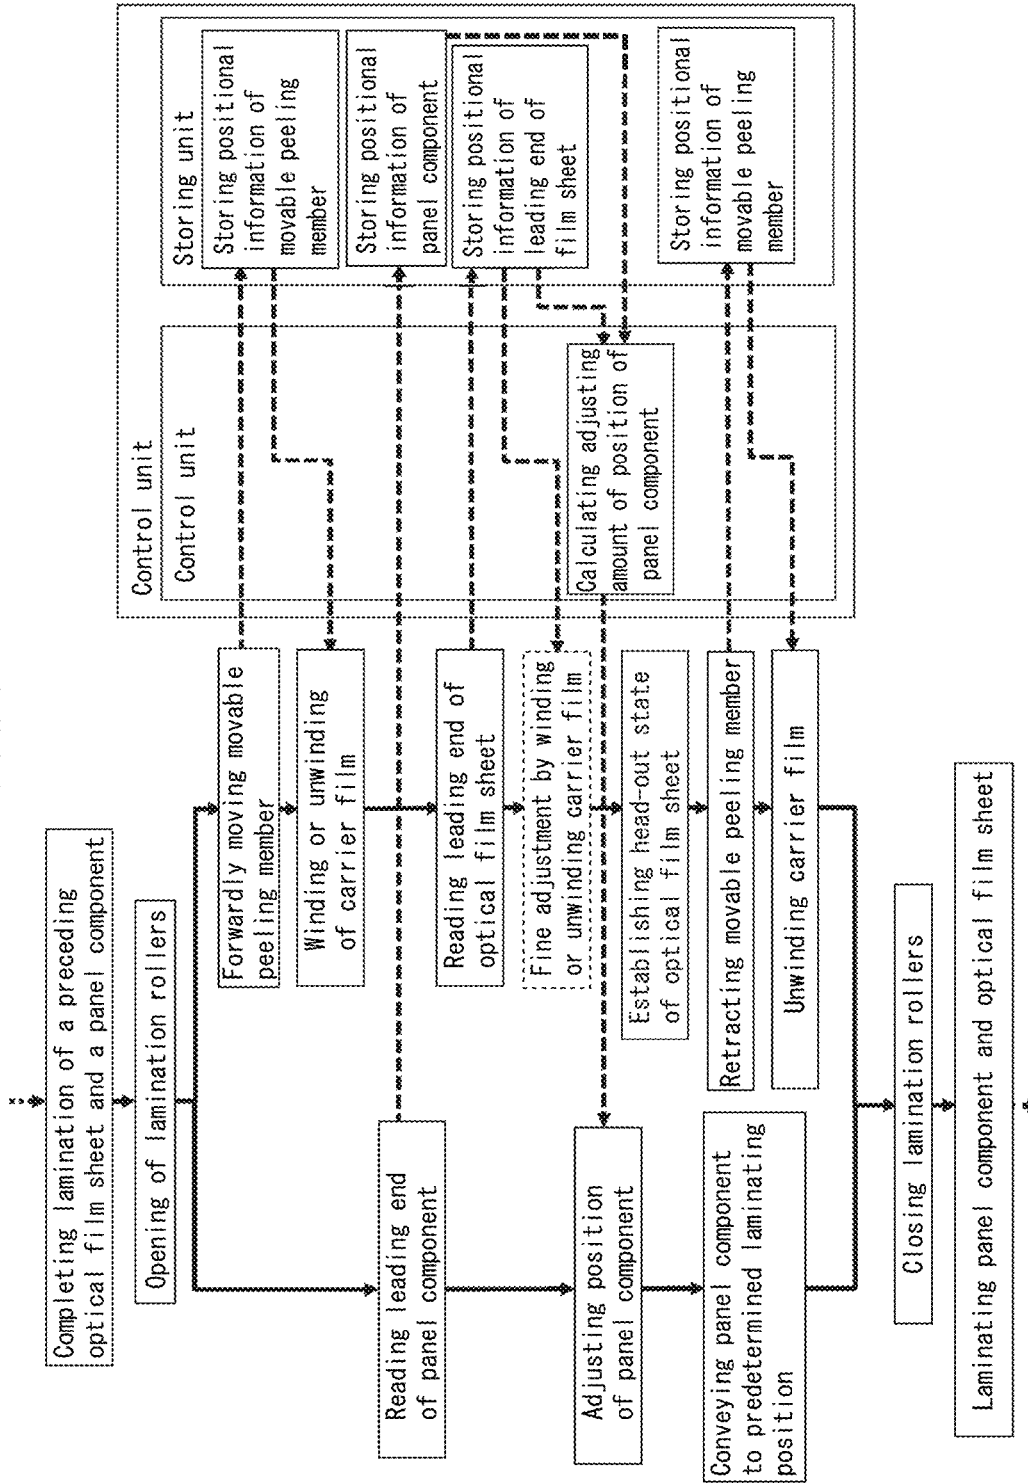 Completing lamination of a preceding
optical film sheet and a panel component
Opening of lamination rollers
Reading leading end
of panel component
Adjusting position
of panel component
Conveying panel component
to predetermined laminating
position
Forwardly moving movable
peeling member
Winding or unwinding
of carrier film
Reading leading end of
optical film sheet
Fine adjustment by winding
or unwinding carrier film
Establishing head-out state
of optical film sheet
Retracting movable peeling member
Unwinding carrier film
Closing lamination rollers
Laminating panel component and optical film sheet
Control unit
Control unit
Calculating adjusting
amount of position of
panel component
Storing unit
Storing positional
information of
movable peeling
member
Storing positional
information of
panel component
Storing positional
information of
leading end of
film sheet
Storing positional
information of
movable peeling
member